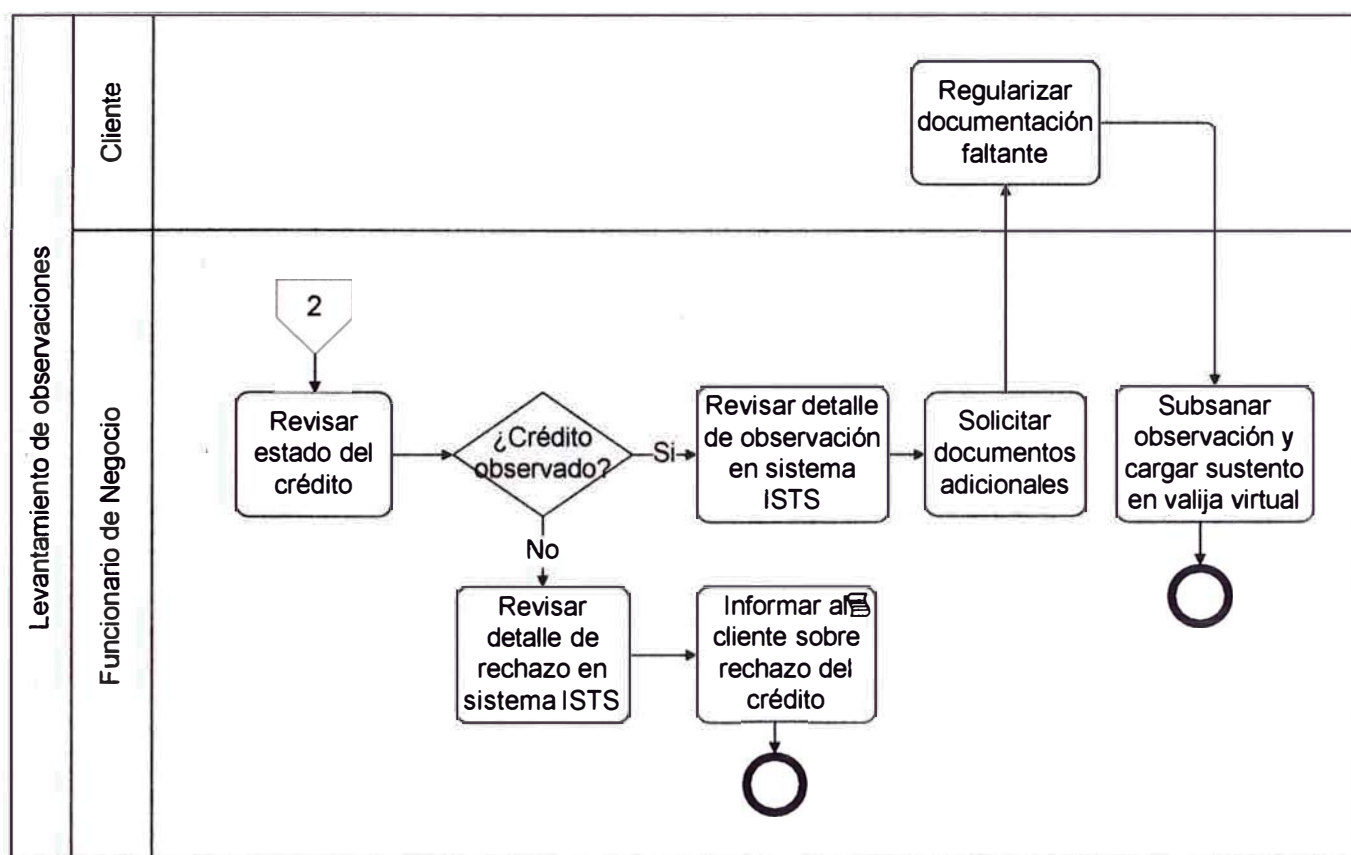 Levantamiento de observaciones
Cliente
Funcionario de Negocio
Regularizar
documentación
faltante
2
Revisar
estado del
crédito
¿Crédito
observado?
Si
Revisar detalle
de observación
en sistema
ISTS
Solicitar
documentos
adicionales
Subsanar
observación y
cargar sustento
en valija virtual
No
Revisar
detalle de
rechazo en
sistema ISTS
Informar al
cliente sobre
rechazo del
crédito